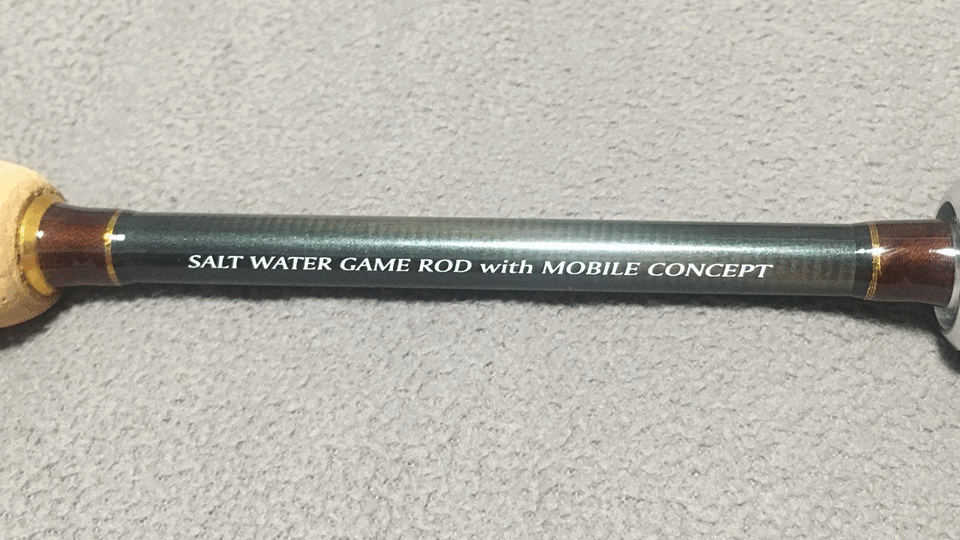 SALT WATER GAME ROD with MOBILE CONCEPT